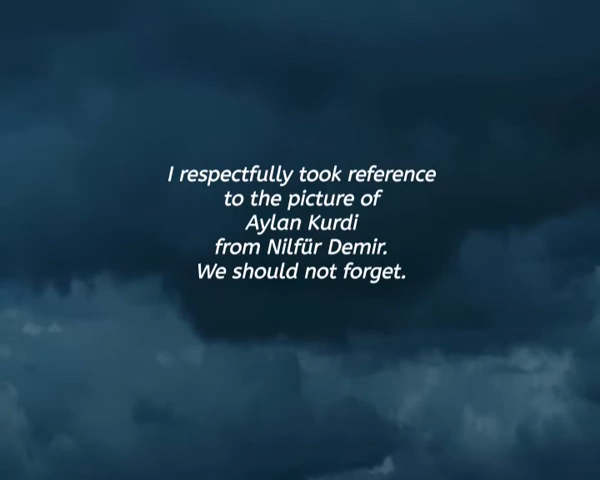 I respectfully took reference
to the picture of
Aylan Kurdi
from Nilfür Demir.
We should not forget.